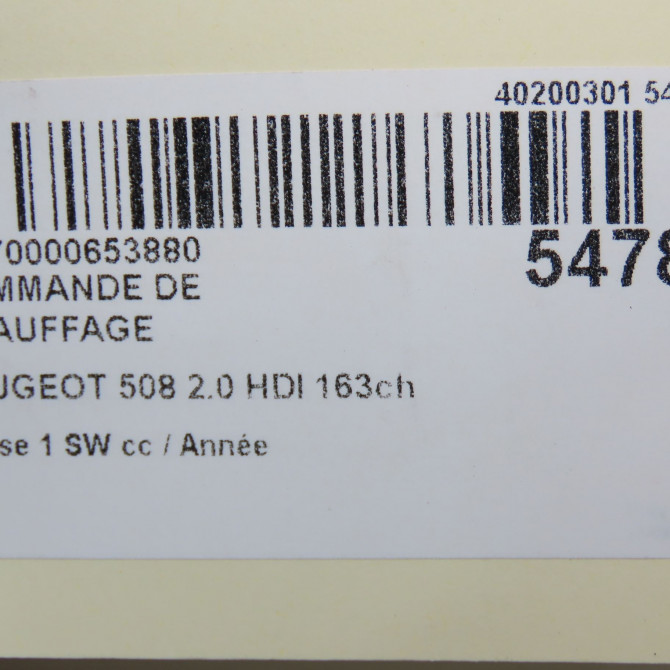 40200301 54
70000653880
5478
MMANDE DE
AUFFAGE
UGEOT 508 2.0 HDI 163ch
se 1 SW cc / Année